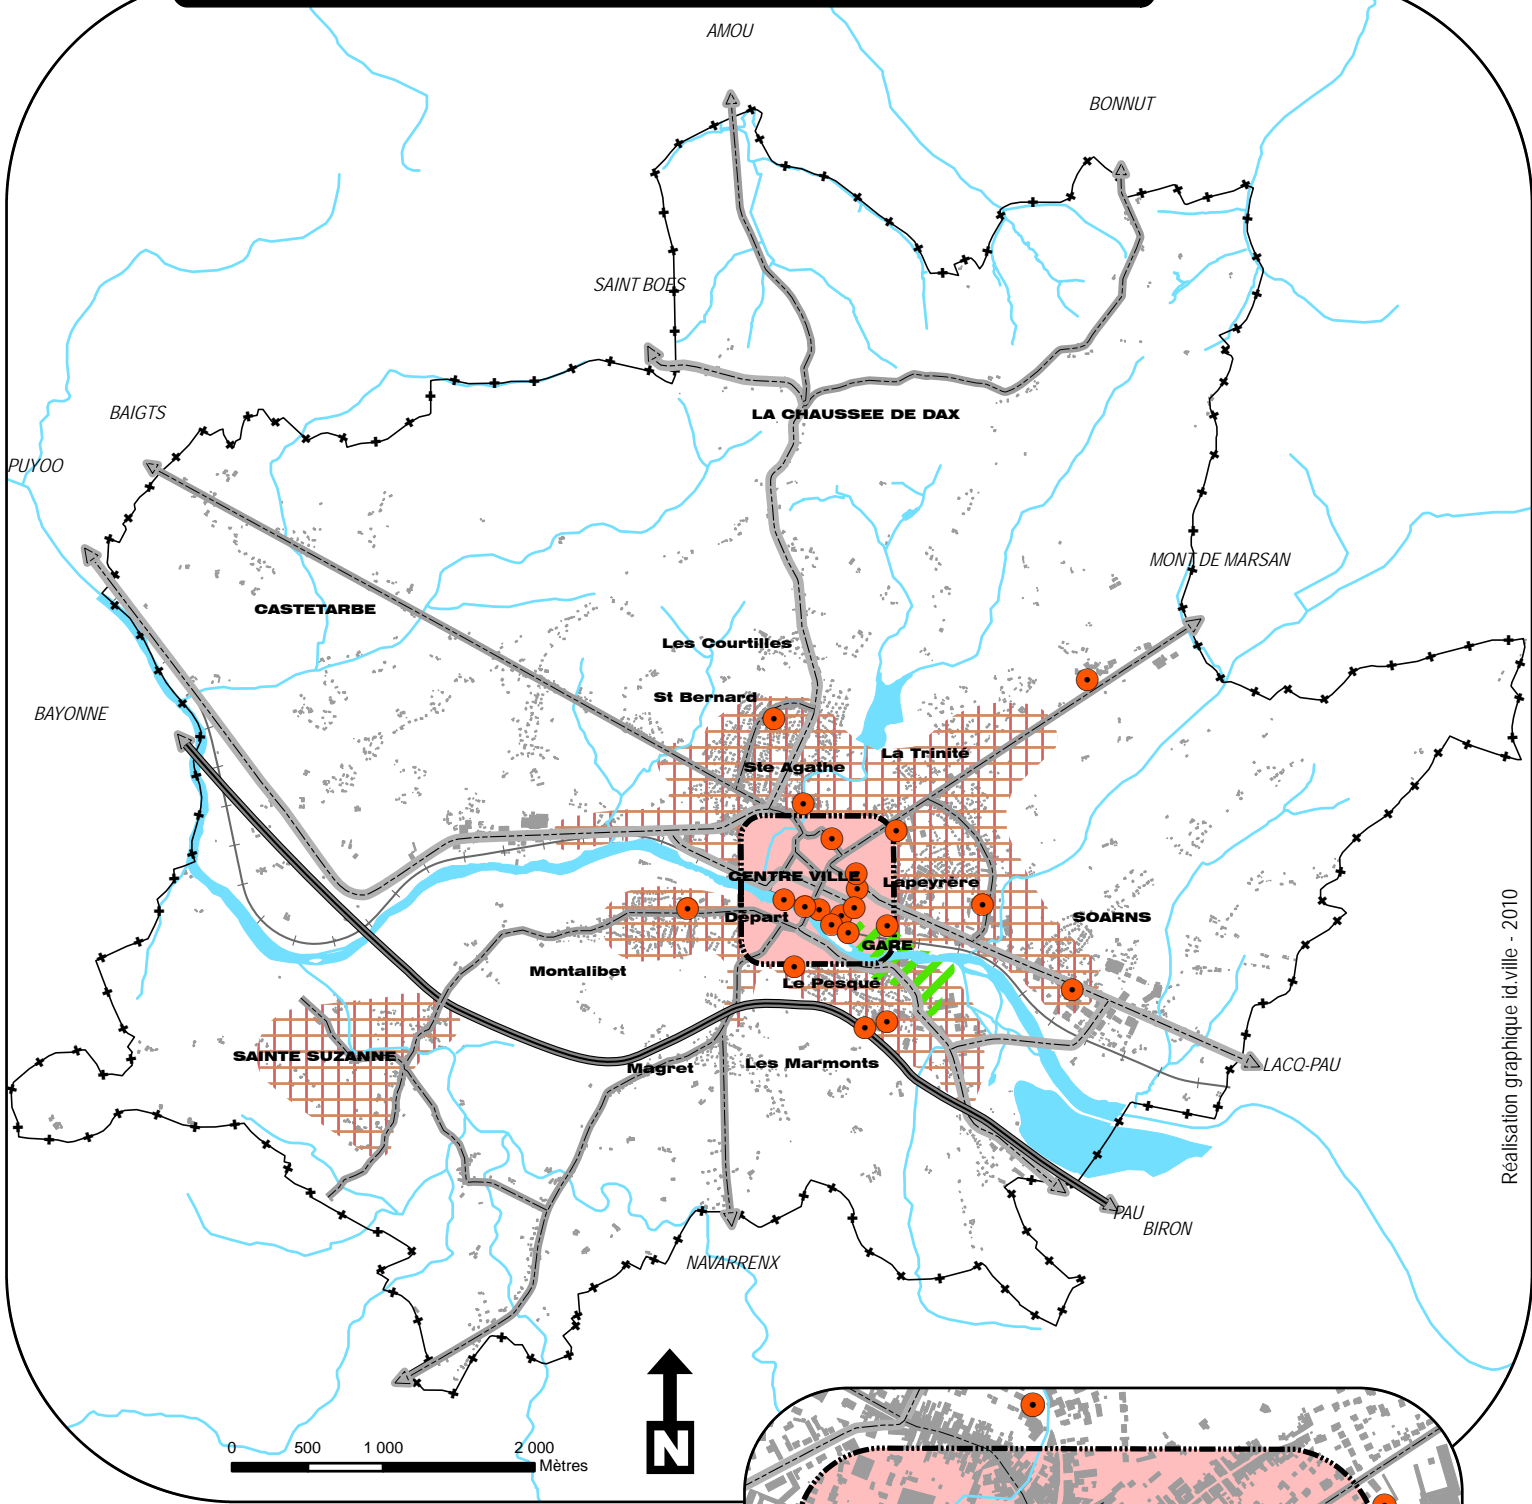 AMOU
BONNUT
SAINT BOES
BAIGTS
LA CHAUSSEE DE DAX
PUYOO
MONT DE MARSAN
CASTETARBE
Les Courtilles
St Bernard
BAYONNE
La Trinité
Ste Agathe
CENTRE VILLE
Lapeyrère
Départ
SOARNS
GARE
Montalibet
Le Pesqué
SAINTE SUZANNE
Magret
Les Marmonts
LACQ-PAU
Réalisation graphique id.ville - 2010
PAU
BIRON
NAVARRENX
N
0 500 1 000 2 000
Mètres